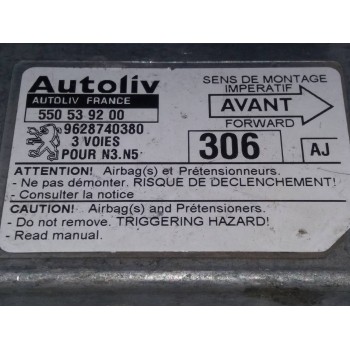 Autoliv
AUTOLIV FRANCE
550 53 92 00
9628740380
3 VOIES
POUR N3.N5
SENS DE MONTAGE
IMPERATIF
AVANT
FORWARD
306
AJ
ATTENTION! Airbag(s) et Prétensionneurs.
- Ne pas démonter. RISQUE DE DECLENCHEMENT!
- Consulter la notice
CAUTION! Airbag(s) and Pretensioners.
- Do not remove. TRIGGERING HAZARD!
- Read manual.